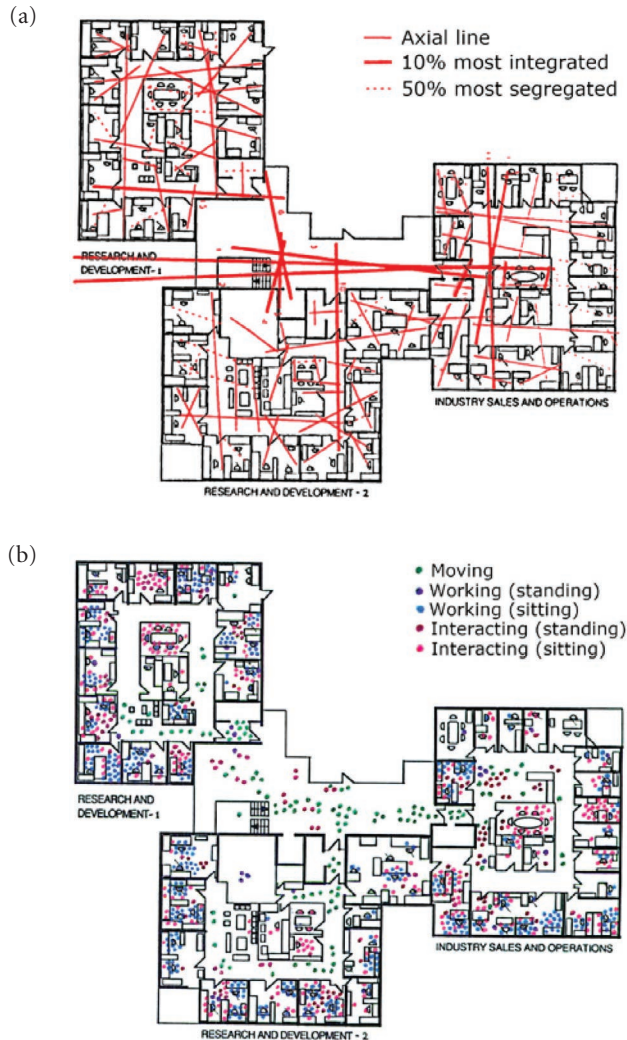 (a)
Axial line
10% most integrated
50% most segregated
RESEARCH AND
DEVELOPMENT- 1
INDUSTRY SALES AND OPERATIONS
RESEARCH AND DEVELOPMENT - 2
(b)
Moving
Working (standing)
Working (sitting)
Interacting (standing)
Interacting (sitting)
RESEARCH AND
DEVELOPMENT- 1
INDUSTRY SALES AND OPERATIONS
RESEARCH AND DEVELOPMENT - 2